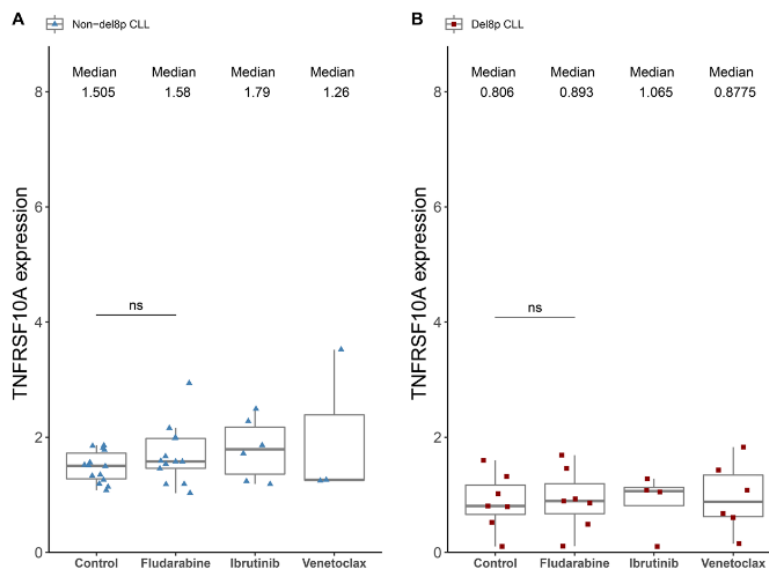 A
Non-del8p CLL
Median Median Median Median
1.505 1.58 1.79 1.26
8
6
4
2
0
TNFRSF10A expression
ns
Control Fludarabine Ibrutinib Venetoclax
B
Del8p CLL
Median Median Median Median
0.806 0.893 1.065 0.8775
8
6
4
2
0
TNFRSF10A expression
ns
Control Fludarabine Ibrutinib Venetoclax